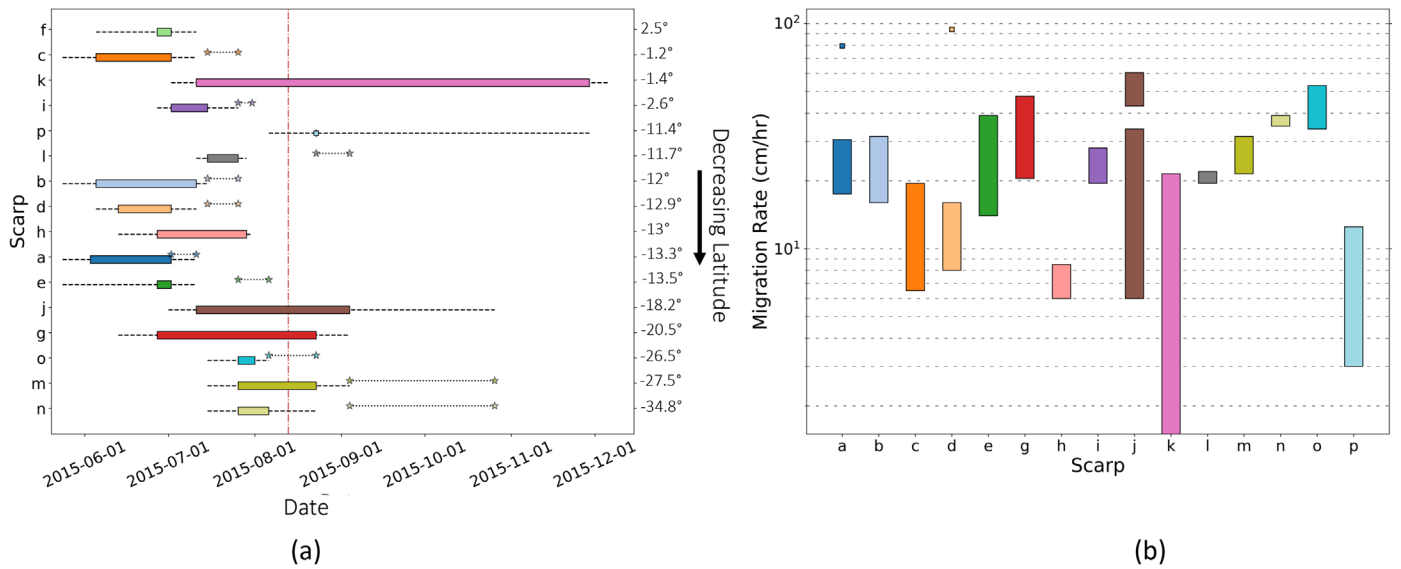 f
c
k
i
p
l
b
d
h
a
e
j
g
o
m
n
Scarp
2.5°
-1.2°
-1.4°
-2.6°
-11.4°
-11.7°
-12°
-12.9°
-13°
-13.3°
-13.5°
-18.2°
-20.5°
-26.5°
-27.5°
-34.8°
Decreasing Latitude
2015-06-01
2015-07-01
2015-08-01
2015-09-01
2015-10-01
2015-11-01
2015-12-01
Date
(a)
Migration Rate (cm/hr)
10²
10¹
a b c d e g h i j k l m n o p
Scarp
(b)